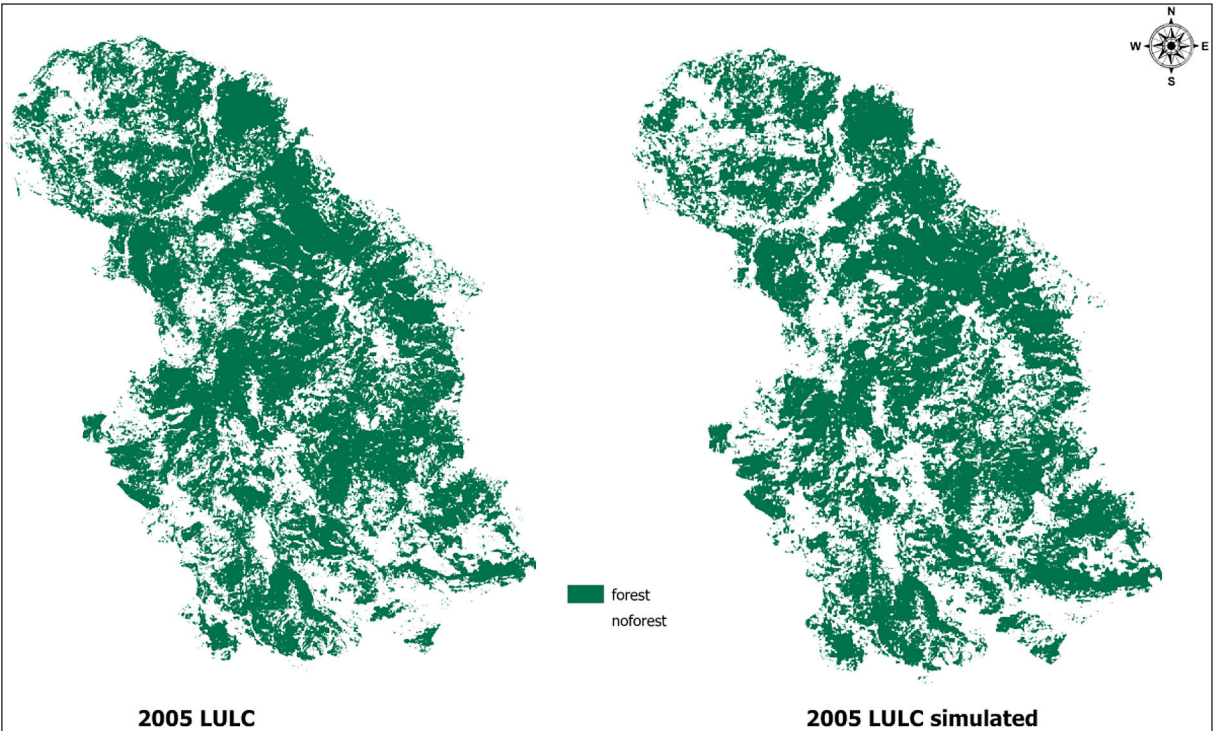 N
W E
S
forest
noforest
2005 LULC
2005 LULC simulated